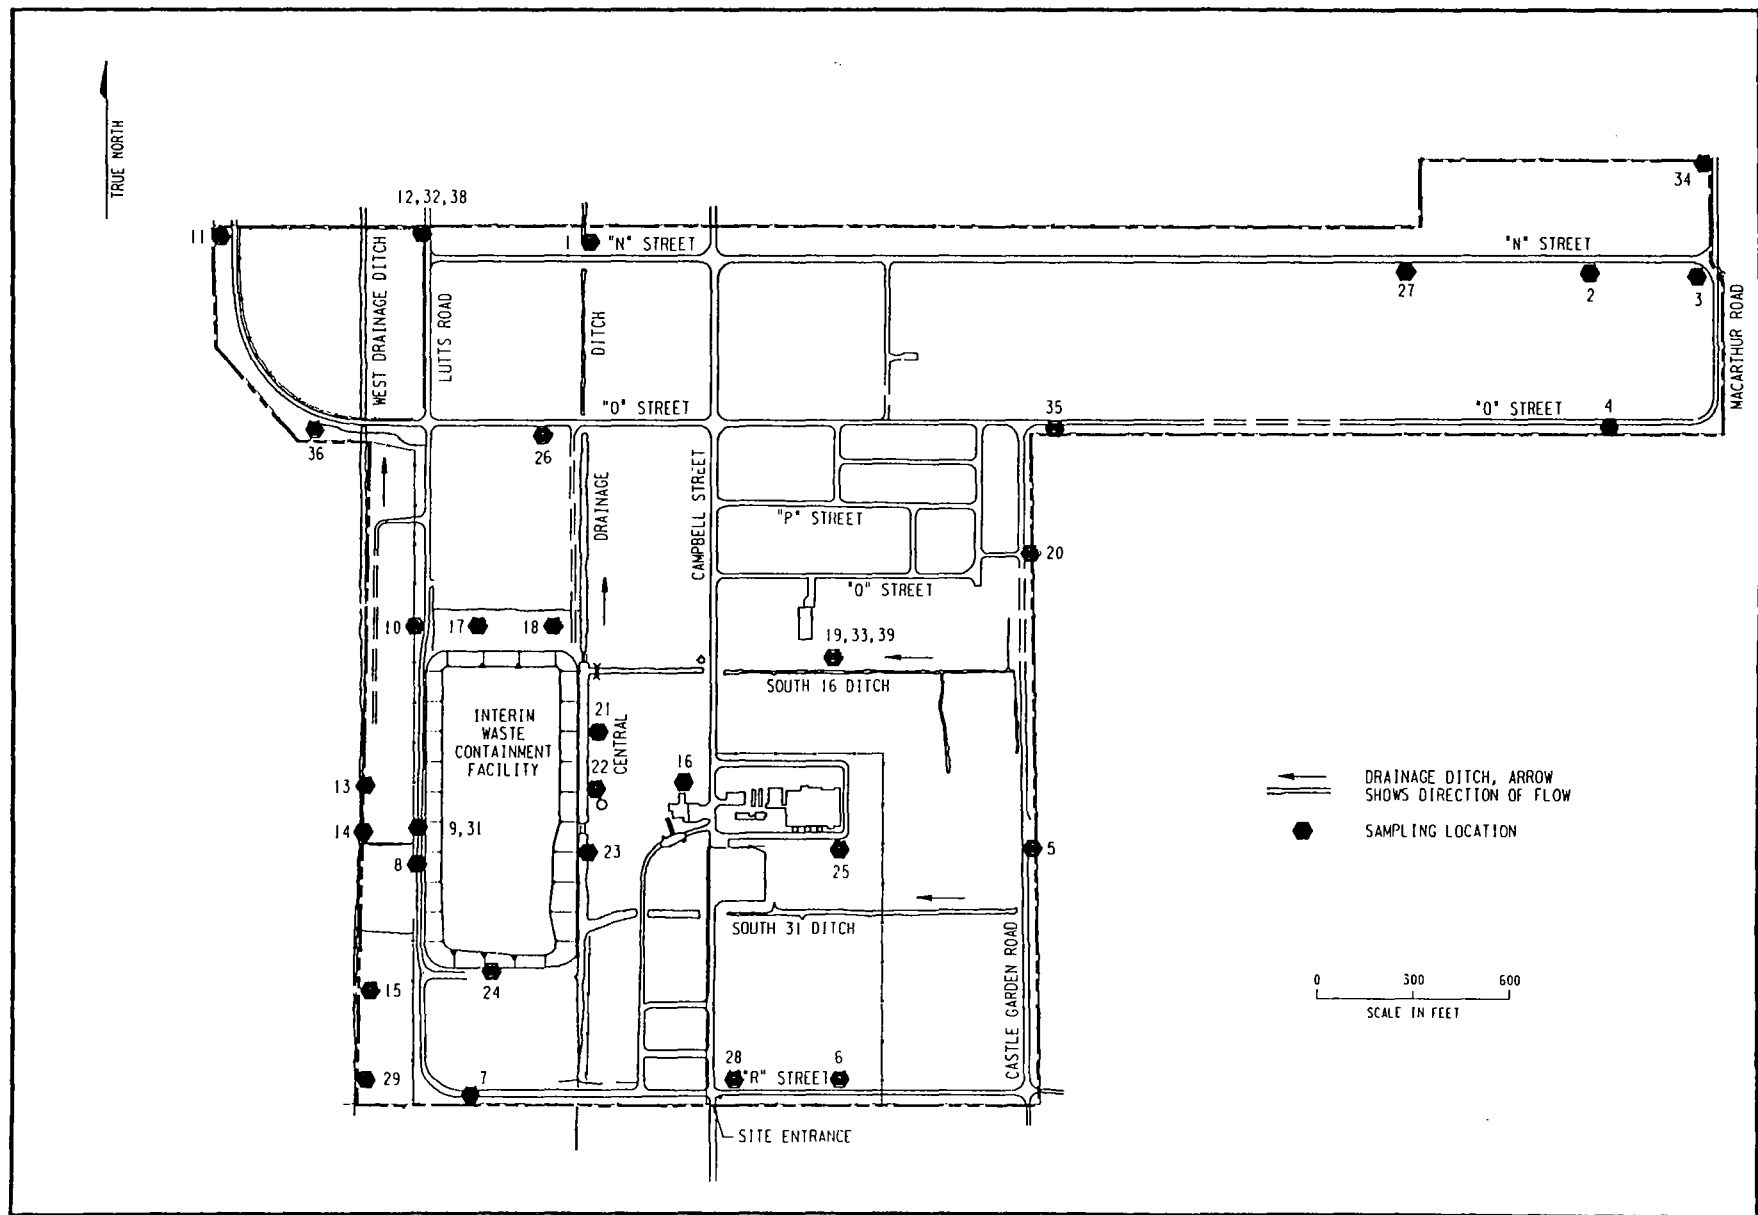 TRUE NORTH
12,32,38
34
11
WEST DRAINAGE DITCH
1
"N" STREET
"N" STREET
27
2
3
LUTTS ROAD
DITCH
MACARTHUR ROAD
"O" STREET
35
"O" STREET
4
36
26
CAMPBELL STREET
DRAINAGE
"P" STREET
20
"Q" STREET
10
17
18
19,33,39
SOUTH 16 DITCH
INTERIM
WASTE
CONTAINMENT
FACILITY
21
CENTRAL
22
16
13
14
9,31
8
23
25
5
DRAINAGE DITCH, ARROW
SHOWS DIRECTION OF FLOW
SAMPLING LOCATION
SOUTH 31 DITCH
CASTLE GARDEN ROAD
15
24
0 300 600
SCALE IN FEET
29
7
28
"R" STREET
6
SITE ENTRANCE